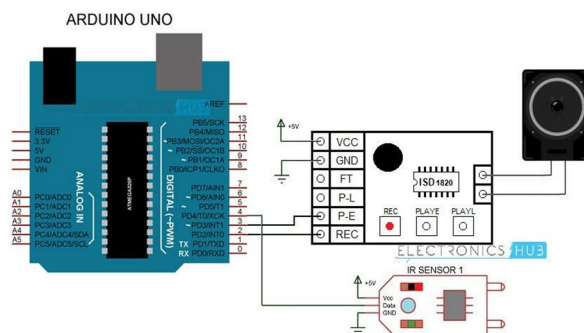 ARDUINO UNO
HUB
AREF
PB5/SCK 13
PB4/MISO 12
~PB3/MOSI/OC2A 11
~PB2/SS/OC1B 10
~PB1/OC1A 9
PB0/ICP1/CLKO 8
RESET
3.3V
5V
GND
VIN
ATMEGA328P
ANALOG IN
DIGITAL (~PWM)
A0 PC0/ADC0
A1 PC1/ADC1
A2 PC2/ADC2
A3 PC3/ADC3
A4 PC4/ADC4/SDA
A5 PC5/ADC5/SCL
PD7/AIN1 7
~PD6/AIN0 6
~PD5/T1 5
PD4/T0/XCK 4
~PD3/INT1 3
PD2/INT0 2
TX PD1/TXD 1
RX PD0/RXD 0
+5V
VCC
GND
FT
P-L
P-E
REC
ISD 1820
REC PLAYE PLAYL
ELECTRONICS HUB
IR SENSOR 1
+5V
Vcc
Data
GND